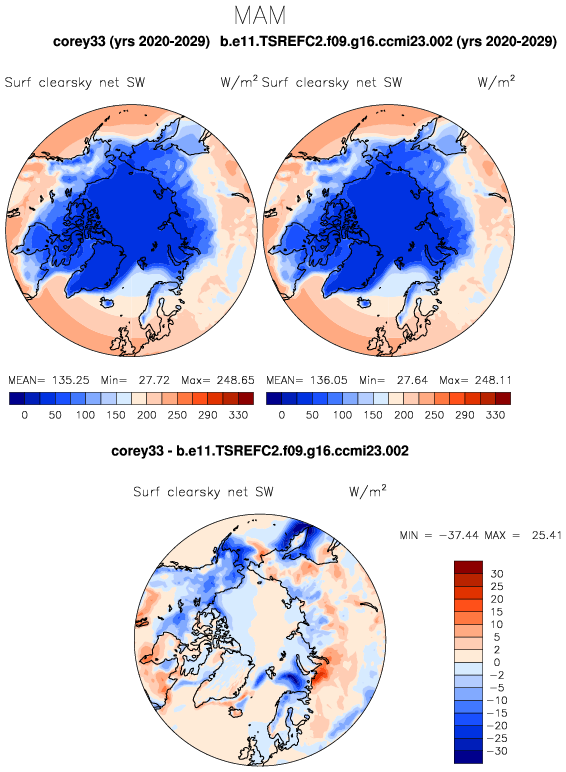 MAM
corey33 (yrs 2020-2029) b.e11.TSREFC2.f09.g16.ccmi23.002 (yrs 2020-2029)
Surf clearsky net SW W/m² Surf clearsky net SW W/m²
MEAN= 135.25 Min= 27.72 Max= 248.65 MEAN= 136.05 Min= 27.64 Max= 248.11
0 50 100 150 200 250 290 330 0 50 100 150 200 250 290 330
corey33 - b.e11.TSREFC2.f09.g16.ccmi23.002
Surf clearsky net SW W/m²
MIN = −37.44 MAX = 25.41
30
25
20
15
10
5
2
0
−2
−5
−10
−15
−20
−25
−30